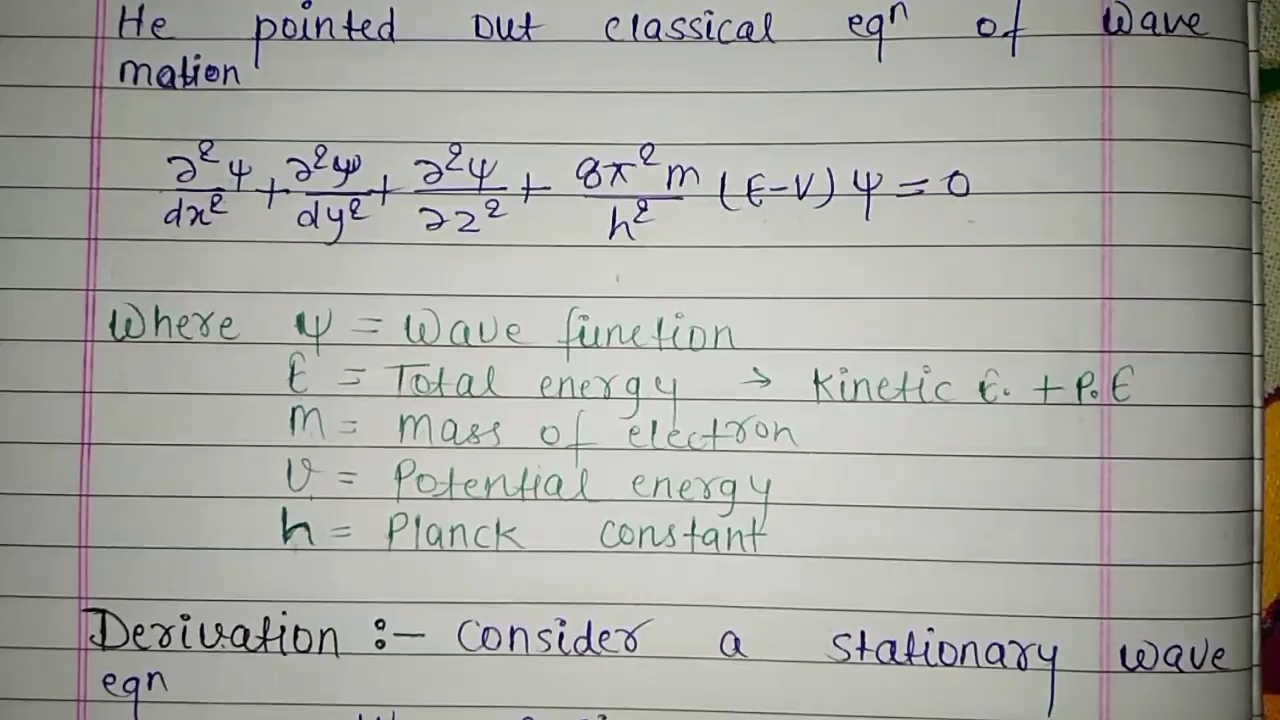 He pointed out classical eqⁿ of wave
mation
∂²ψ/dx² + ∂²ψ/dy² + ∂²ψ/∂z² + 8π²m/h² (E-V) ψ = 0
Where ψ = Wave function
E = Total energy → Kinetic E. + P.E
m = mass of electron
V = Potential energy
h = Planck constant
Derivation :- Consider a stationary wave
eqn